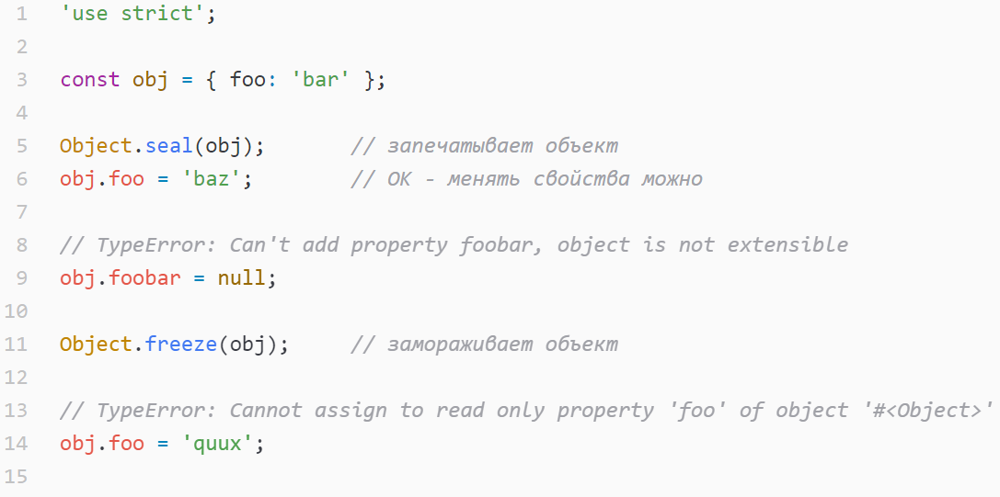 1 'use strict';
2
3 const obj = { foo: 'bar' };
4
5 Object.seal(obj); // запечатывает объект
6 obj.foo = 'baz'; // OK - менять свойства можно
7
8 // TypeError: Can't add property foobar, object is not extensible
9 obj.foobar = null;
10
11 Object.freeze(obj); // замораживает объект
12
13 // TypeError: Cannot assign to read only property 'foo' of object '#<Object>'
14 obj.foo = 'quux';
15